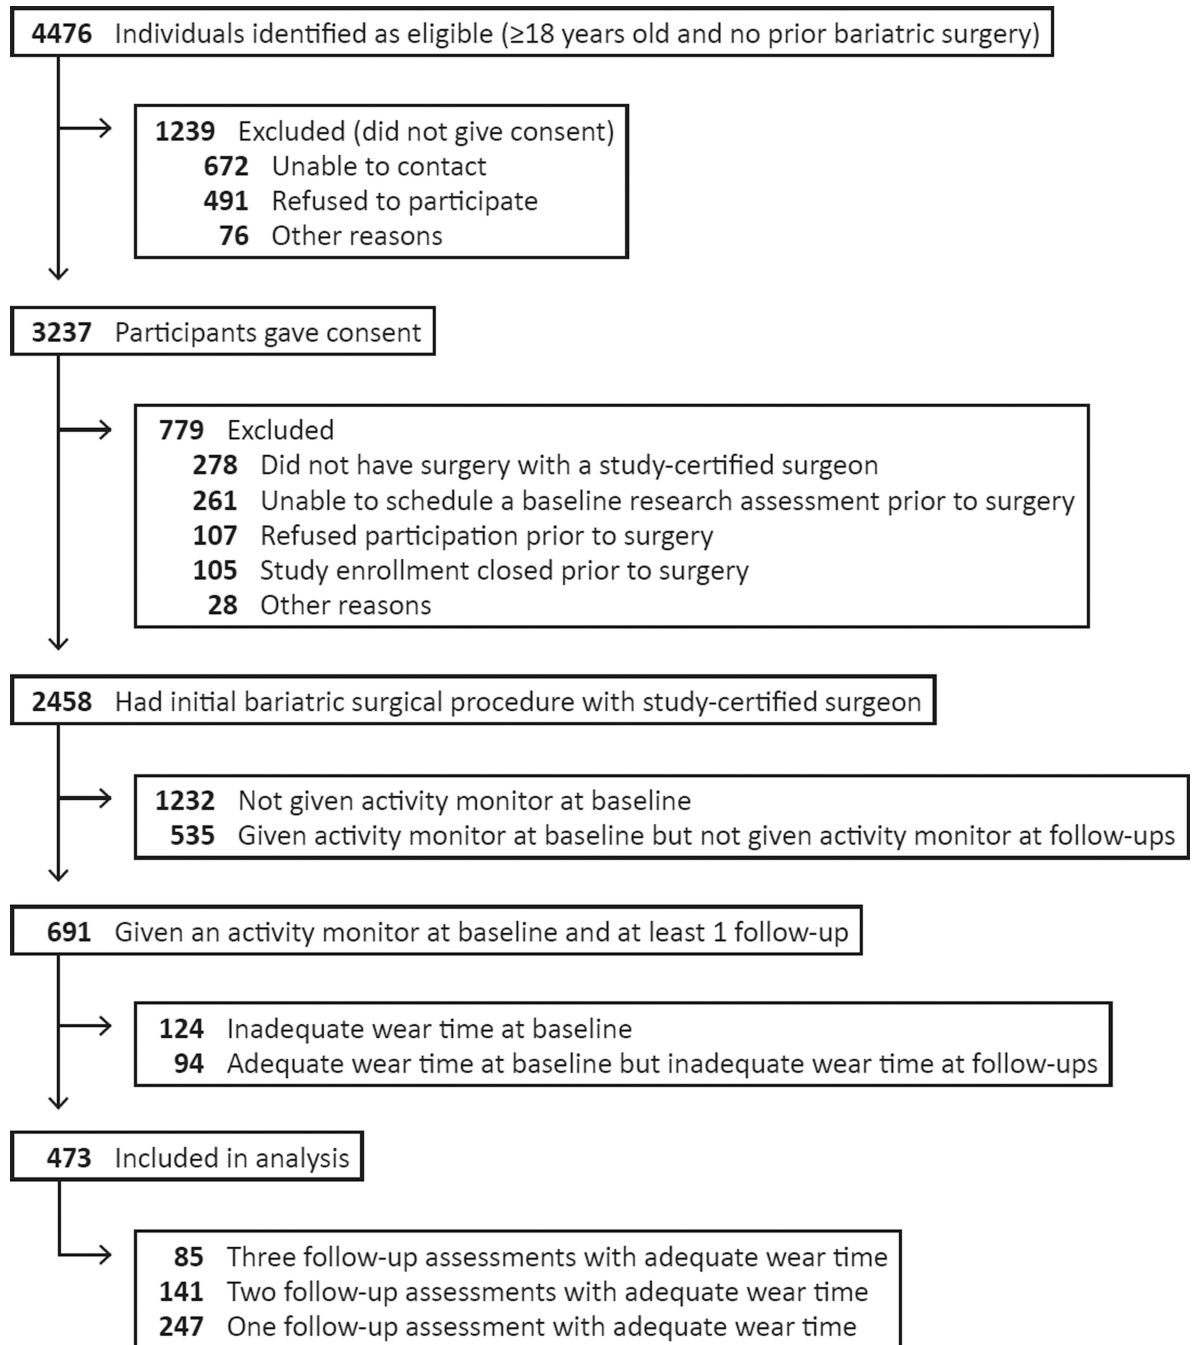 4476 Individuals identified as eligible (≥18 years old and no prior bariatric surgery)
1239 Excluded (did not give consent)
672 Unable to contact
491 Refused to participate
76 Other reasons
3237 Participants gave consent
779 Excluded
278 Did not have surgery with a study-certified surgeon
261 Unable to schedule a baseline research assessment prior to surgery
107 Refused participation prior to surgery
105 Study enrollment closed prior to surgery
28 Other reasons
2458 Had initial bariatric surgical procedure with study-certified surgeon
1232 Not given activity monitor at baseline
535 Given activity monitor at baseline but not given activity monitor at follow-ups
691 Given an activity monitor at baseline and at least 1 follow-up
124 Inadequate wear time at baseline
94 Adequate wear time at baseline but inadequate wear time at follow-ups
473 Included in analysis
85 Three follow-up assessments with adequate wear time
141 Two follow-up assessments with adequate wear time
247 One follow-up assessment with adequate wear time